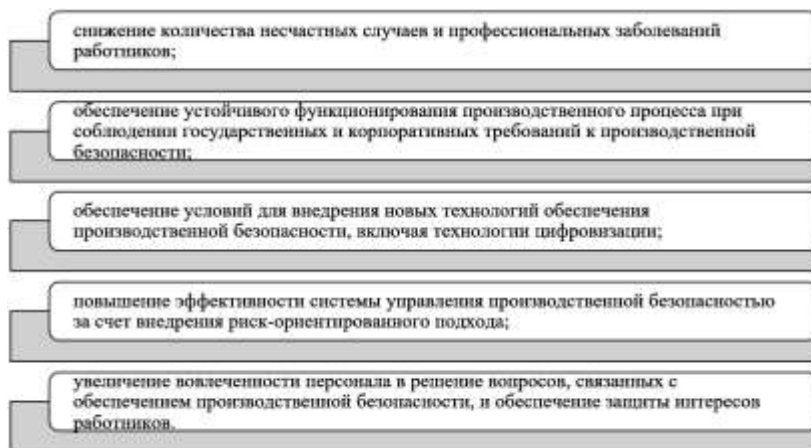 снижение количества несчастных случаев и профессиональных заболеваний
работников;
обеспечение устойчивого функционирования производственного процесса при
соблюдении государственных и корпоративных требований к производственной
безопасности;
обеспечение условий для внедрения новых технологий обеспечения
производственной безопасности, включая технологии цифровизации;
повышение эффективности системы управления производственной безопасностью
за счет внедрения риск-ориентированного подхода;
увеличение вовлеченности персонала в решение вопросов, связанных с
обеспечением производственной безопасности, и обеспечение защиты интересов
работников.